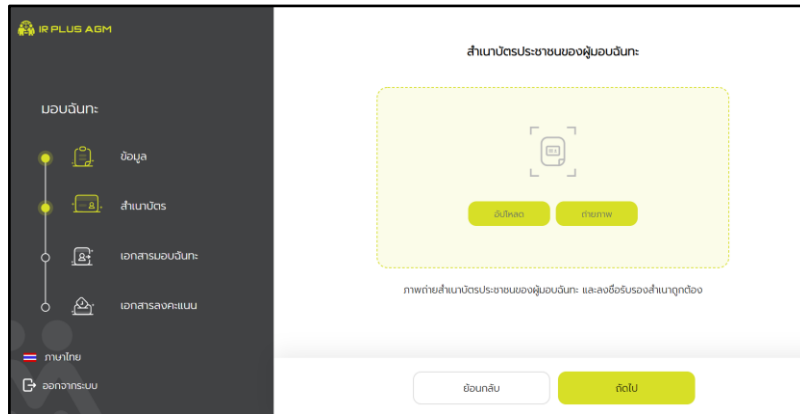 IR PLUS AGM
มอบฉันทะ
ข้อมูล
สำเนาบัตร
เอกสารมอบฉันทะ
เอกสารลงคะแนน
ภาษาไทย
ออกจากระบบ
สำเนาบัตรประชาชนของผู้มอบฉันทะ
อัปโหลด
ถ่ายภาพ
ภาพถ่ายสำเนาบัตรประชาชนของผู้มอบฉันทะ และลงชื่อรับรองสำเนาถูกต้อง
ย้อนกลับ
ถัดไป